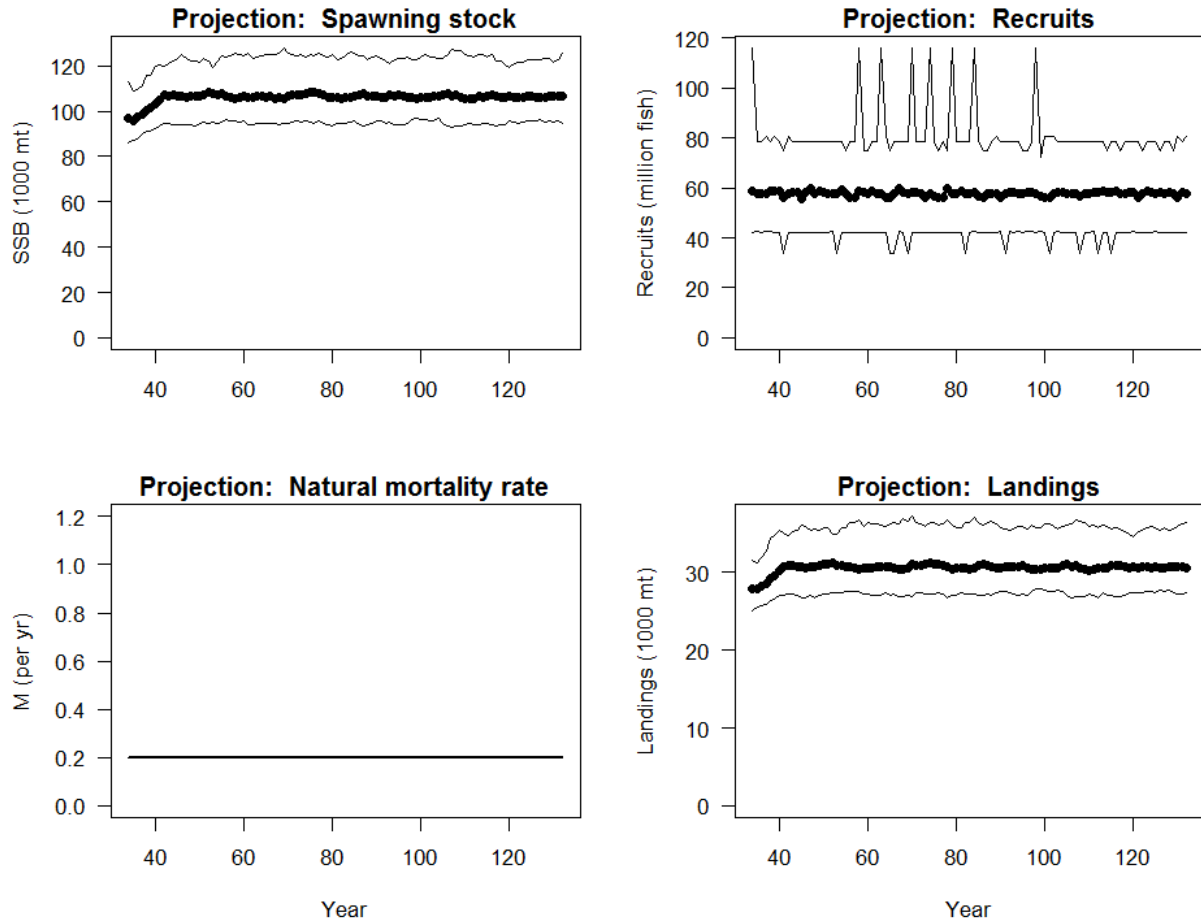 Projection:  Spawning stock
SSB (1000 mt)
120
100
80
60
40
20
0
40 60 80 100 120
Projection:  Recruits
Recruits (million fish)
120
100
80
60
40
20
0
40 60 80 100 120
Projection:  Natural mortality rate
M (per yr)
1.2
1.0
0.8
0.6
0.4
0.2
0.0
40 60 80 100 120
Year
Projection:  Landings
Landings (1000 mt)
30
20
10
0
40 60 80 100 120
Year